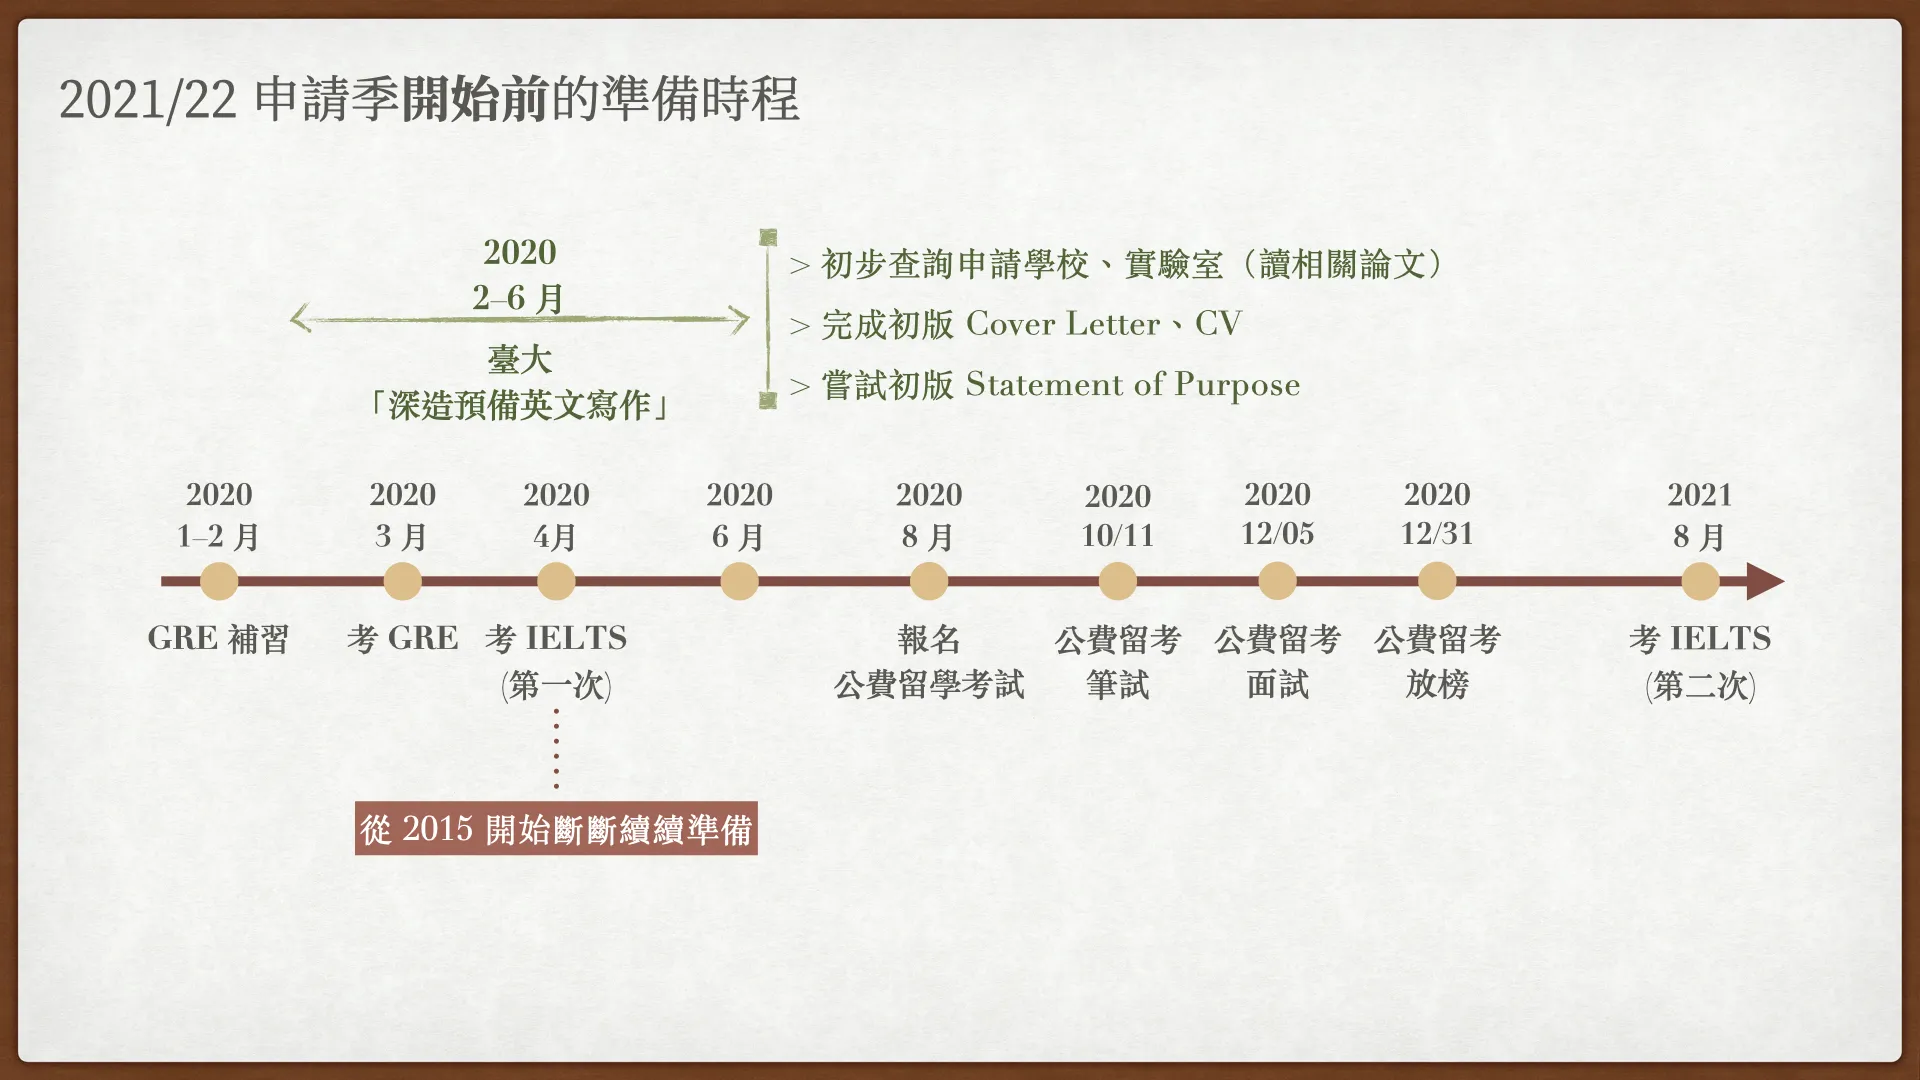 2021/22 申請季開始前的準備時程
2020
2–6 月
臺大
「深造預備英文寫作」
> 初步查詢申請學校、實驗室（讀相關論文）
> 完成初版 Cover Letter、CV
> 嘗試初版 Statement of Purpose
2020
1–2 月
GRE 補習
2020
3 月
考 GRE
2020
4月
考 IELTS
(第一次)
從 2015 開始斷斷續續準備
2020
6 月
2020
8 月
報名
公費留學考試
2020
10/11
公費留考
筆試
2020
12/05
公費留考
面試
2020
12/31
公費留考
放榜
2021
8 月
考 IELTS
(第二次)